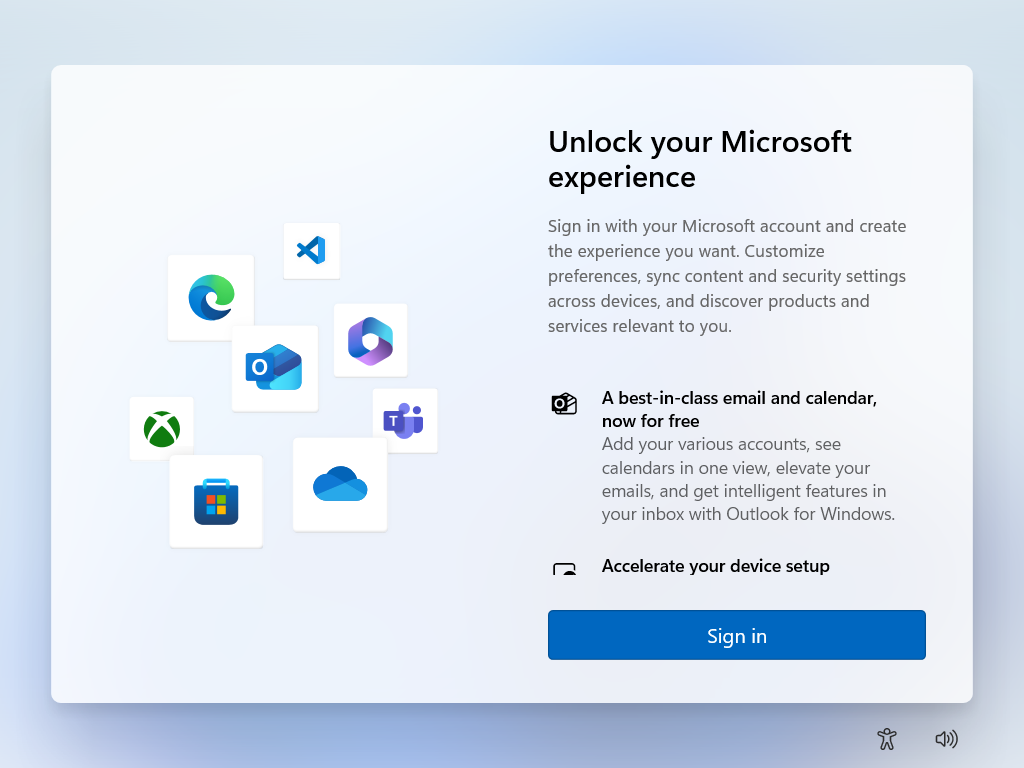 Unlock your Microsoft
experience
Sign in with your Microsoft account and create
the experience you want. Customize
preferences, sync content and security settings
across devices, and discover products and
services relevant to you.
A best-in-class email and calendar,
now for free
Add your various accounts, see
calendars in one view, elevate your
emails, and get intelligent features in
your inbox with Outlook for Windows.
Accelerate your device setup
Sign in